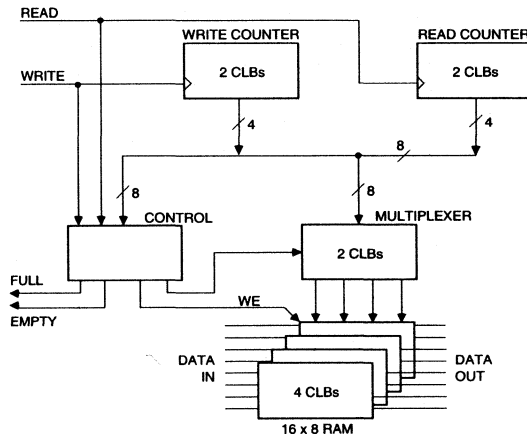 READ
WRITE COUNTER
READ COUNTER
WRITE
2 CLBs
2 CLBs
4
4
8
8
8
CONTROL
MULTIPLEXER
2 CLBs
FULL
EMPTY
WE
DATA
IN
DATA
OUT
4 CLBs
16 x 8 RAM